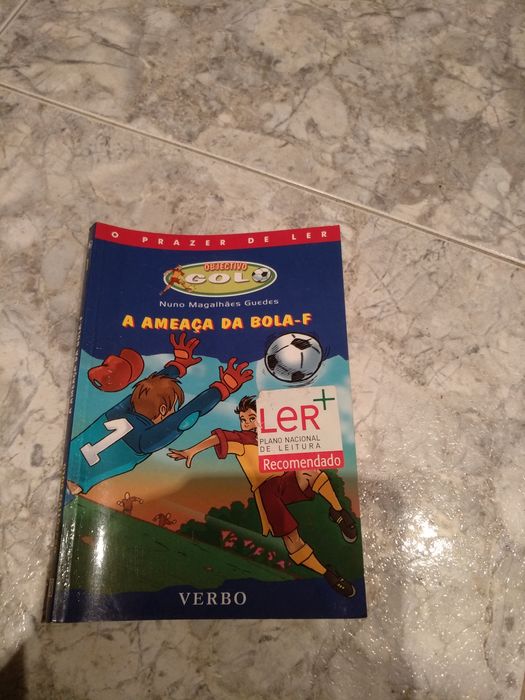 O PRAZER DE LER
OBJECTIVO
GOLO
Nuno Magalhães Guedes
A AMEAÇA DA BOLA-F
1
LeR+
PLANO NACIONAL
DE LEITURA
Recomendado
VERBO